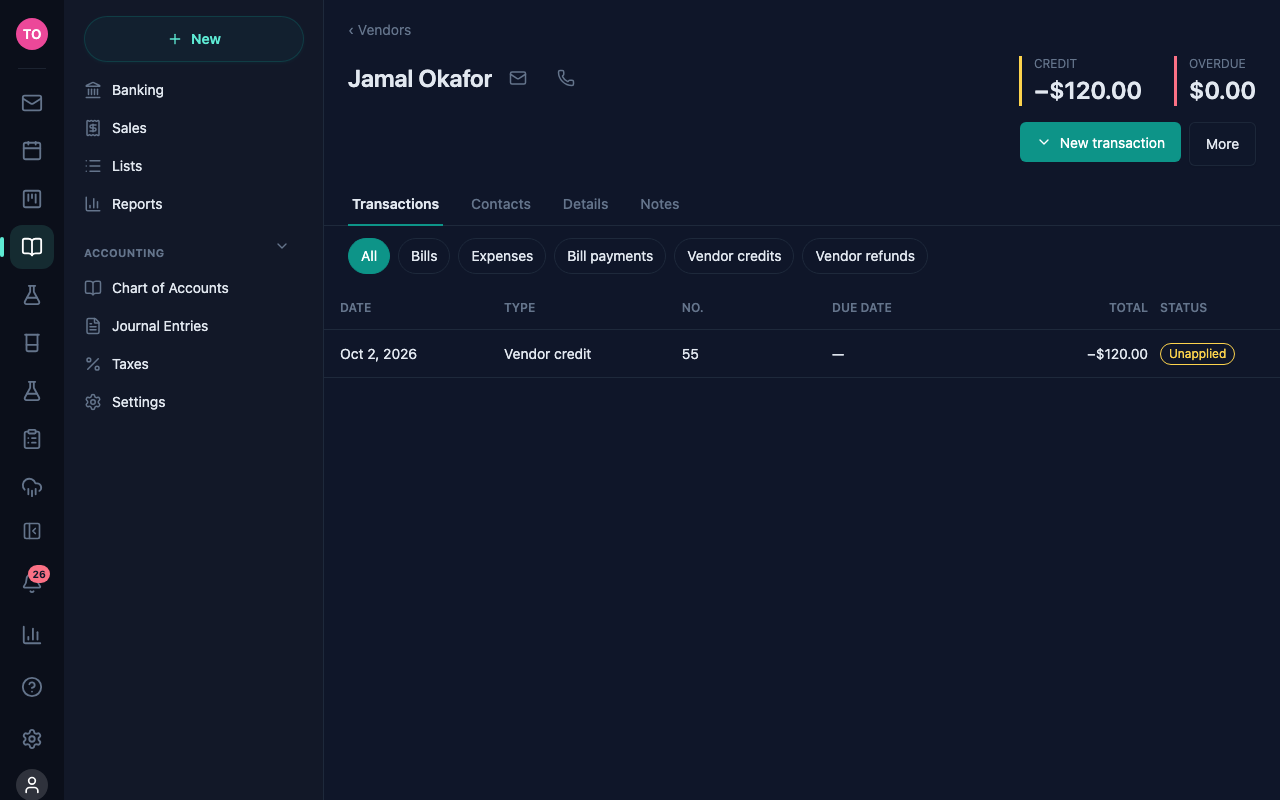 TO
26
+ New
Banking
Sales
Lists
Reports
ACCOUNTING
Chart of Accounts
Journal Entries
Taxes
Settings
‹ Vendors
Jamal Okafor
CREDIT
–$120.00
OVERDUE
$0.00
New transaction
More
Transactions Contacts Details Notes
All Bills Expenses Bill payments Vendor credits Vendor refunds
DATE TYPE NO. DUE DATE TOTAL STATUS
Oct 2, 2026 Vendor credit 55 — –$120.00 Unapplied